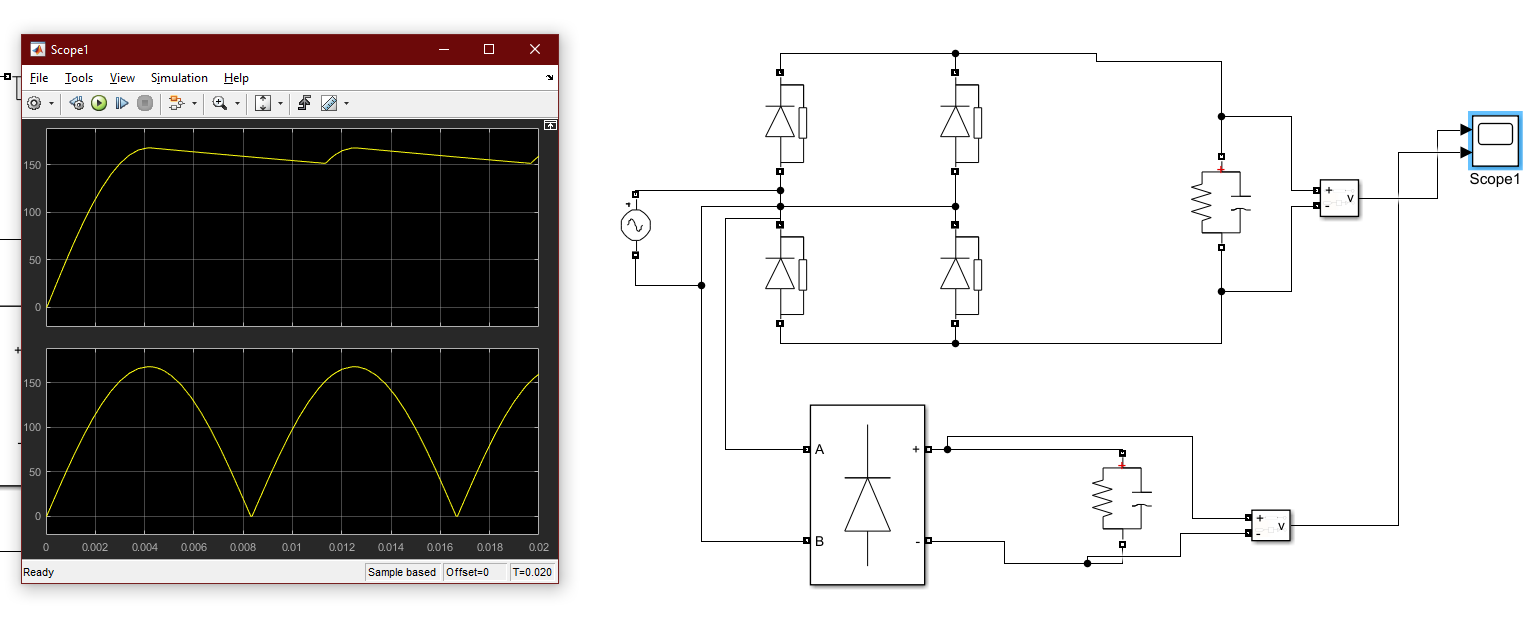 Scope1
File Tools View Simulation Help
150
100
50
0
150
100
50
0
0 0.002 0.004 0.006 0.008 0.01 0.012 0.014 0.016 0.018 0.02
Ready Sample based Offset=0 T=0.020
+
+
+
- v
Scope1
A +
B -
+
+
- v